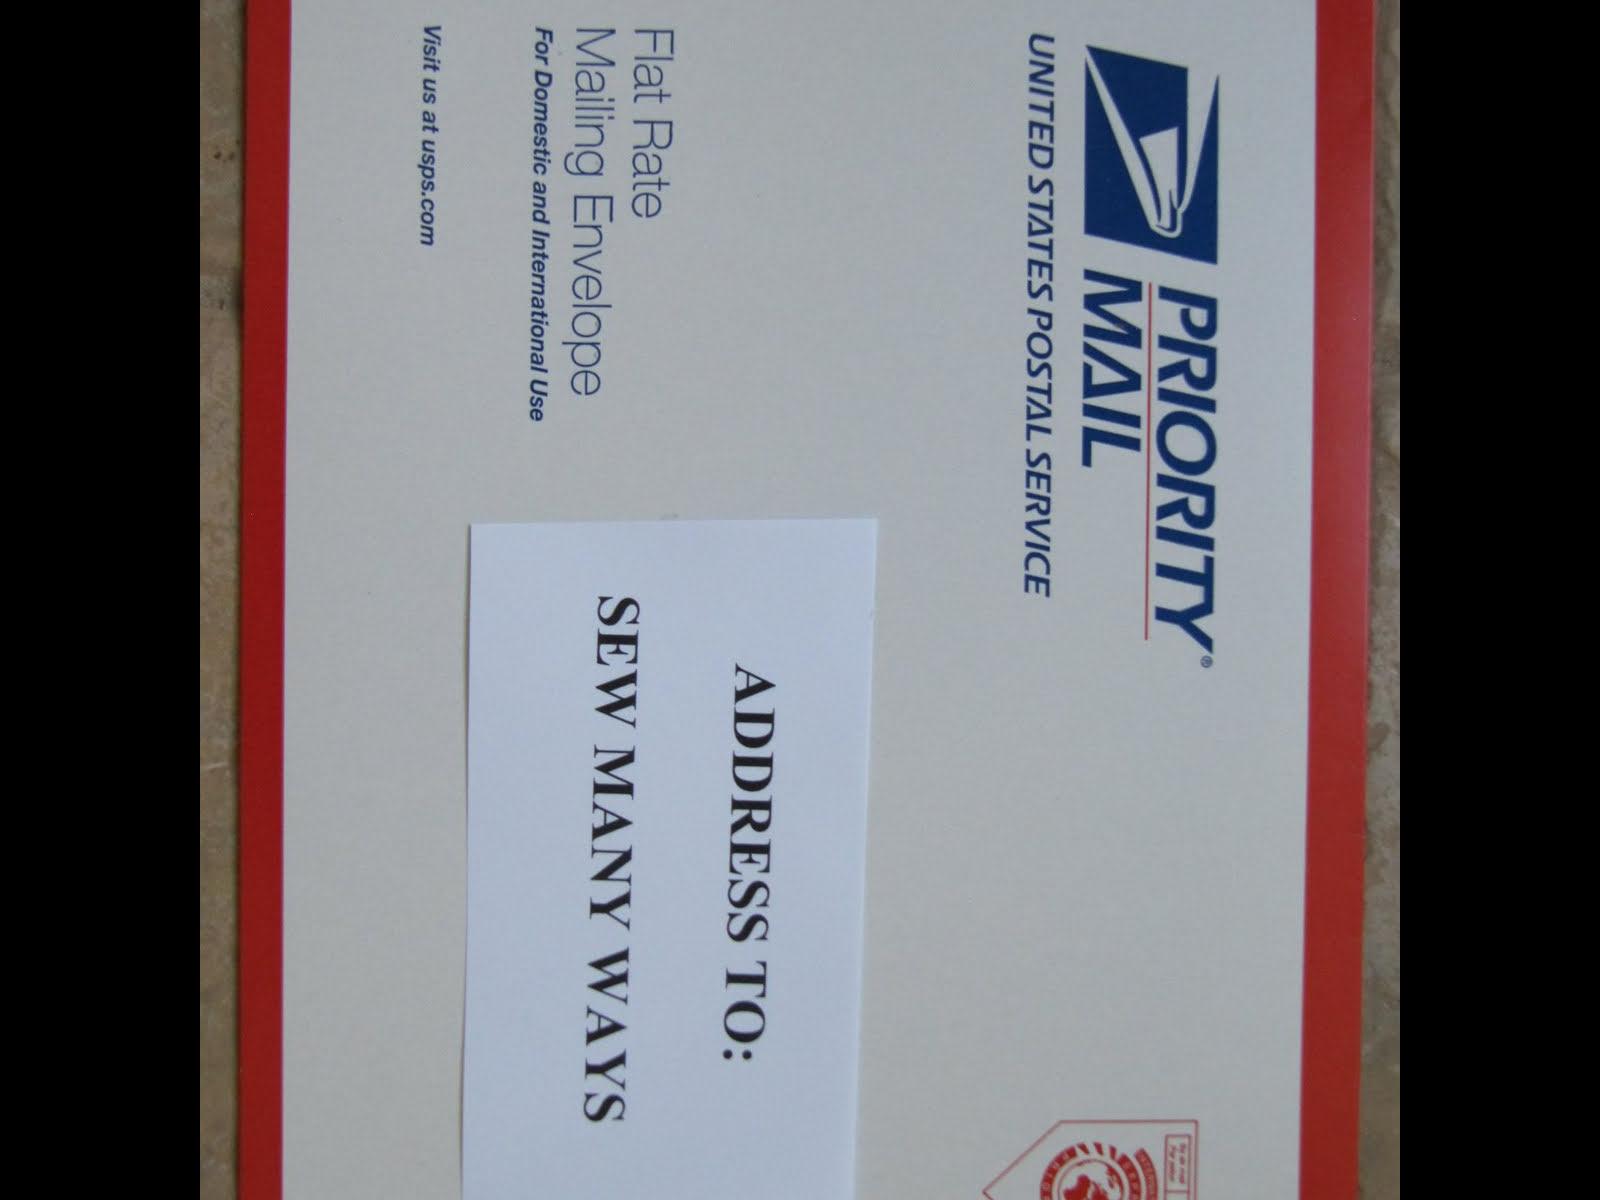 PRIORITY®
MAIL
UNITED STATES POSTAL SERVICE
Flat Rate
Mailing Envelope
For Domestic and International Use
Visit us at usps.com
ADDRESS TO:
SEW MANY WAYS